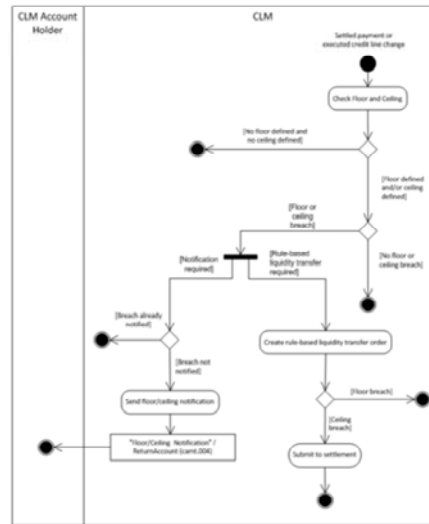 CLM Account
Holder
CLM
Settled payment or
executed credit line change
Check Floor and Ceiling
[No floor defined and
no ceiling defined]
[Floor defined
and/or ceiling
defined]
[Floor or
ceiling
breach]
[No floor or
ceiling breach]
[Notification
required]
[Rule-based
liquidity transfer
required]
[Breach already
notified]
Create rule-based liquidity transfer order
[Breach not
notified]
Send floor/ceiling notification
[Floor breach]
[Ceiling
breach]
"Floor/Ceiling Notification" /
ReturnAccount (camt.004)
Submit to settlement